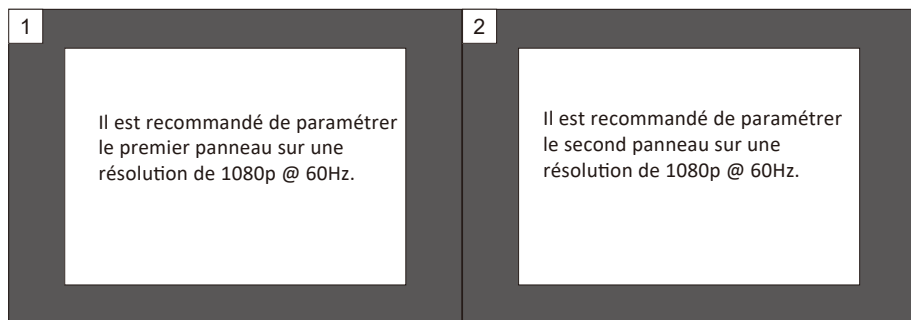 1
Il est recommandé de paramétrer
le premier panneau sur une
résolution de 1080p @ 60Hz.
2
Il est recommandé de paramétrer
le second panneau sur une
résolution de 1080p @ 60Hz.